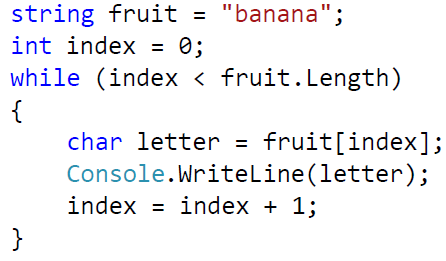 string fruit = "banana";
int index = 0;
while (index < fruit.Length)
{
    char letter = fruit[index];
    Console.WriteLine(letter);
    index = index + 1;
}